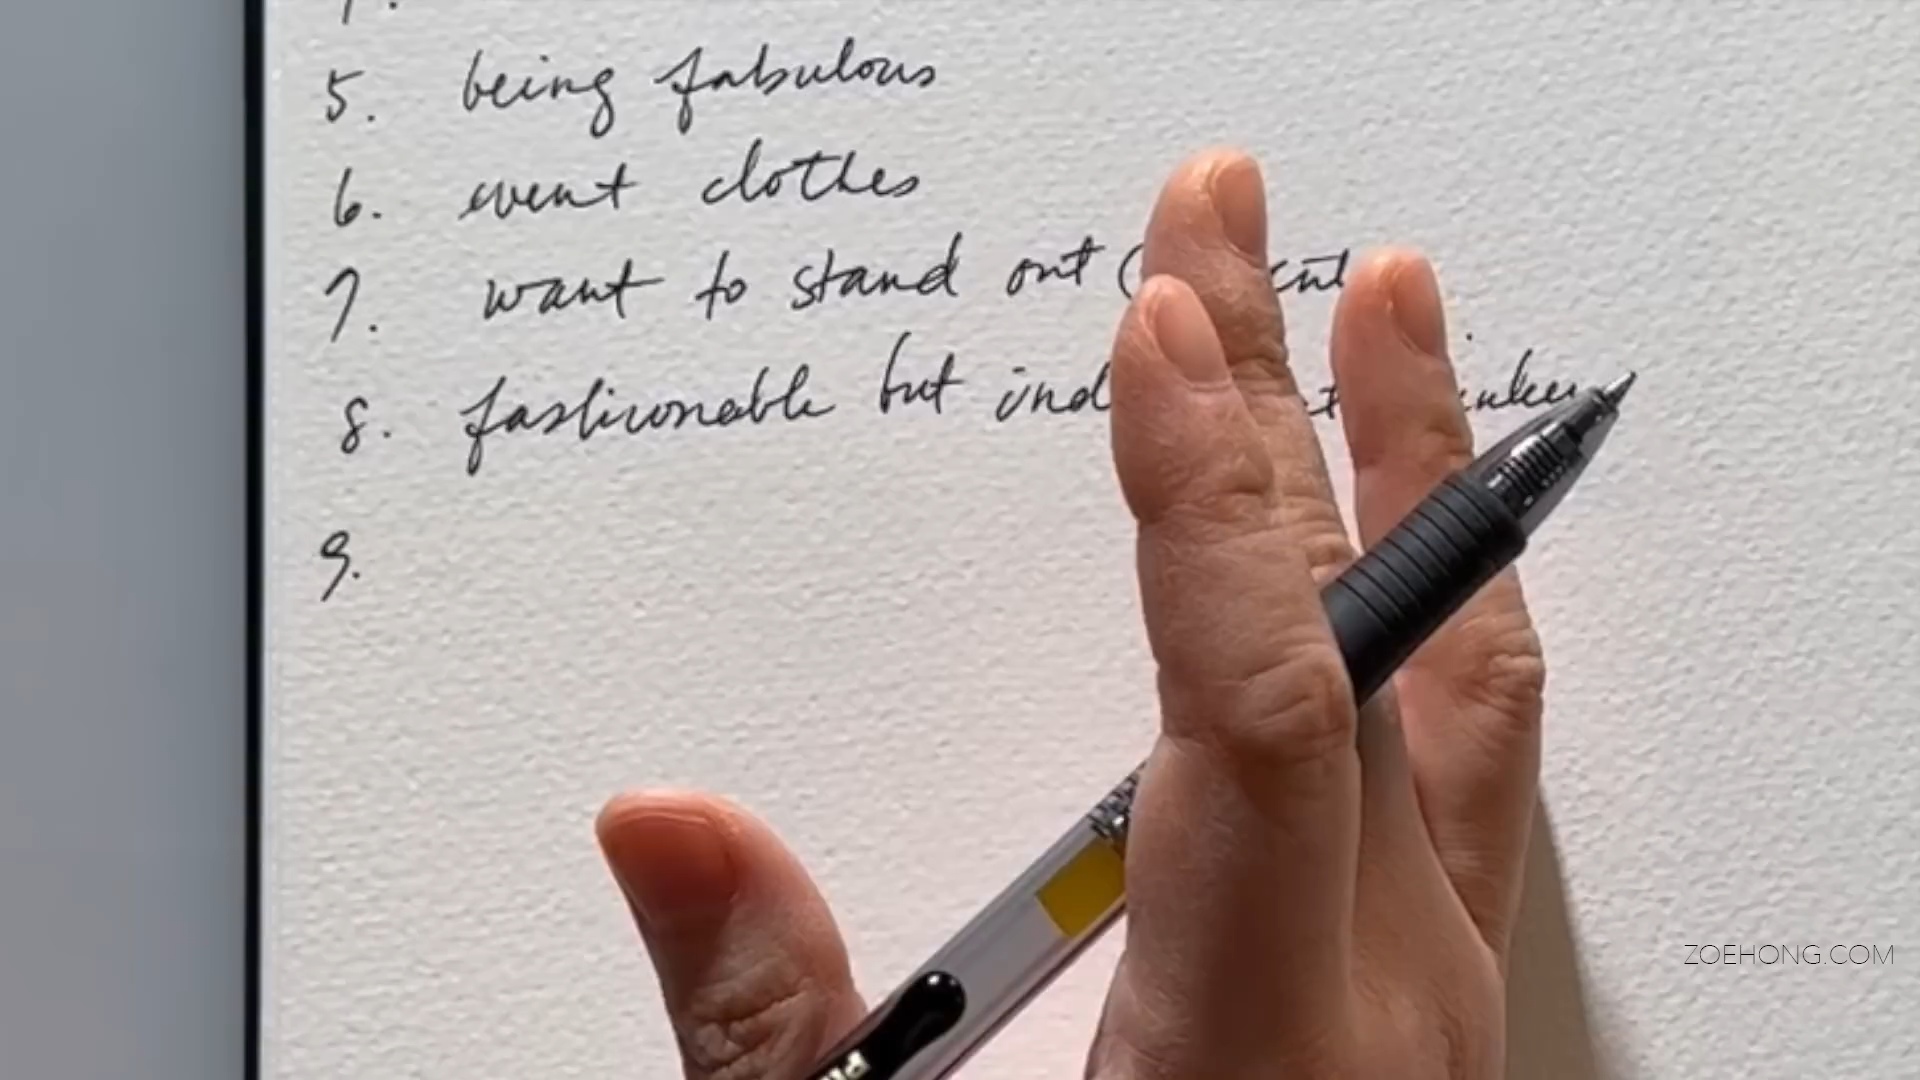 5. being fabulous
6. event clothes
7. want to stand out
8. fashionable but
9.
ZOEHONG.COM